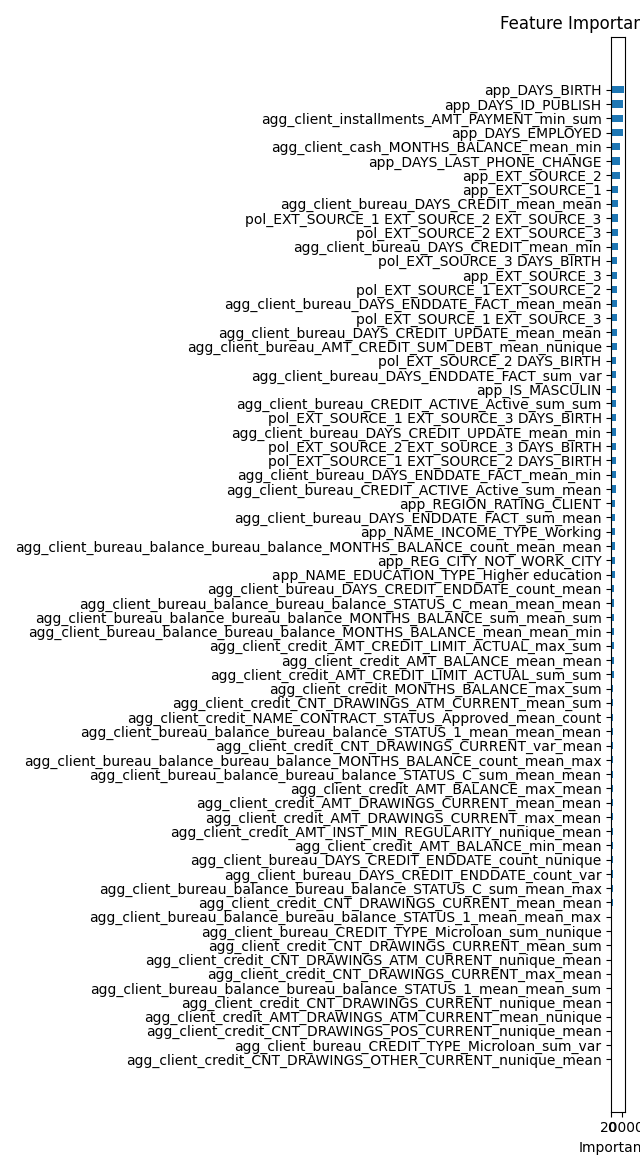 Feature Importan
app_DAYS_BIRTH
app_DAYS_ID_PUBLISH
agg_client_installments_AMT_PAYMENT_min_sum
app_DAYS_EMPLOYED
agg_client_cash_MONTHS_BALANCE_mean_min
app_DAYS_LAST_PHONE_CHANGE
app_EXT_SOURCE_2
app_EXT_SOURCE_1
agg_client_bureau_DAYS_CREDIT_mean_mean
pol_EXT_SOURCE_1 EXT_SOURCE_2 EXT_SOURCE_3
pol_EXT_SOURCE_2 EXT_SOURCE_3
agg_client_bureau_DAYS_CREDIT_mean_min
pol_EXT_SOURCE_3 DAYS_BIRTH
app_EXT_SOURCE_3
pol_EXT_SOURCE_1 EXT_SOURCE_2
agg_client_bureau_DAYS_ENDDATE_FACT_mean_mean
pol_EXT_SOURCE_1 EXT_SOURCE_3
agg_client_bureau_DAYS_CREDIT_UPDATE_mean_mean
agg_client_bureau_AMT_CREDIT_SUM_DEBT_mean_nunique
pol_EXT_SOURCE_2 DAYS_BIRTH
agg_client_bureau_DAYS_ENDDATE_FACT_sum_var
app_IS_MASCULIN
agg_client_bureau_CREDIT_ACTIVE_Active_sum_sum
pol_EXT_SOURCE_1 EXT_SOURCE_3 DAYS_BIRTH
agg_client_bureau_DAYS_CREDIT_UPDATE_mean_min
pol_EXT_SOURCE_2 EXT_SOURCE_3 DAYS_BIRTH
pol_EXT_SOURCE_1 EXT_SOURCE_2 DAYS_BIRTH
agg_client_bureau_DAYS_ENDDATE_FACT_mean_min
agg_client_bureau_CREDIT_ACTIVE_Active_sum_mean
app_REGION_RATING_CLIENT
agg_client_bureau_DAYS_ENDDATE_FACT_sum_mean
app_NAME_INCOME_TYPE_Working
agg_client_bureau_balance_bureau_balance_MONTHS_BALANCE_count_mean_mean
app_REG_CITY_NOT_WORK_CITY
app_NAME_EDUCATION_TYPE_Higher education
agg_client_bureau_DAYS_CREDIT_ENDDATE_count_mean
agg_client_bureau_balance_bureau_balance_STATUS_C_mean_mean_mean
agg_client_bureau_balance_bureau_balance_MONTHS_BALANCE_sum_mean_sum
agg_client_bureau_balance_bureau_balance_MONTHS_BALANCE_mean_mean_min
agg_client_credit_AMT_CREDIT_LIMIT_ACTUAL_max_sum
agg_client_credit_AMT_BALANCE_mean_mean
agg_client_credit_AMT_CREDIT_LIMIT_ACTUAL_sum_sum
agg_client_credit_MONTHS_BALANCE_max_sum
agg_client_credit_CNT_DRAWINGS_ATM_CURRENT_mean_sum
agg_client_credit_NAME_CONTRACT_STATUS_Approved_mean_count
agg_client_bureau_balance_bureau_balance_STATUS_1_mean_mean_mean
agg_client_credit_CNT_DRAWINGS_CURRENT_var_mean
agg_client_bureau_balance_bureau_balance_MONTHS_BALANCE_count_mean_max
agg_client_bureau_balance_bureau_balance_STATUS_C_sum_mean_mean
agg_client_credit_AMT_BALANCE_max_mean
agg_client_credit_AMT_DRAWINGS_CURRENT_mean_mean
agg_client_credit_AMT_DRAWINGS_CURRENT_max_mean
agg_client_credit_AMT_INST_MIN_REGULARITY_nunique_mean
agg_client_credit_AMT_BALANCE_min_mean
agg_client_bureau_DAYS_CREDIT_ENDDATE_count_nunique
agg_client_bureau_DAYS_CREDIT_ENDDATE_count_var
agg_client_bureau_balance_bureau_balance_STATUS_C_sum_mean_max
agg_client_credit_CNT_DRAWINGS_CURRENT_mean_mean
agg_client_bureau_balance_bureau_balance_STATUS_1_mean_mean_max
agg_client_bureau_CREDIT_TYPE_Microloan_sum_nunique
agg_client_credit_CNT_DRAWINGS_CURRENT_mean_sum
agg_client_credit_CNT_DRAWINGS_ATM_CURRENT_nunique_mean
agg_client_credit_CNT_DRAWINGS_CURRENT_max_mean
agg_client_bureau_balance_bureau_balance_STATUS_1_mean_mean_sum
agg_client_credit_CNT_DRAWINGS_CURRENT_nunique_mean
agg_client_credit_AMT_DRAWINGS_ATM_CURRENT_mean_nunique
agg_client_credit_CNT_DRAWINGS_POS_CURRENT_nunique_mean
agg_client_bureau_CREDIT_TYPE_Microloan_sum_var
agg_client_credit_CNT_DRAWINGS_OTHER_CURRENT_nunique_mean
Importan